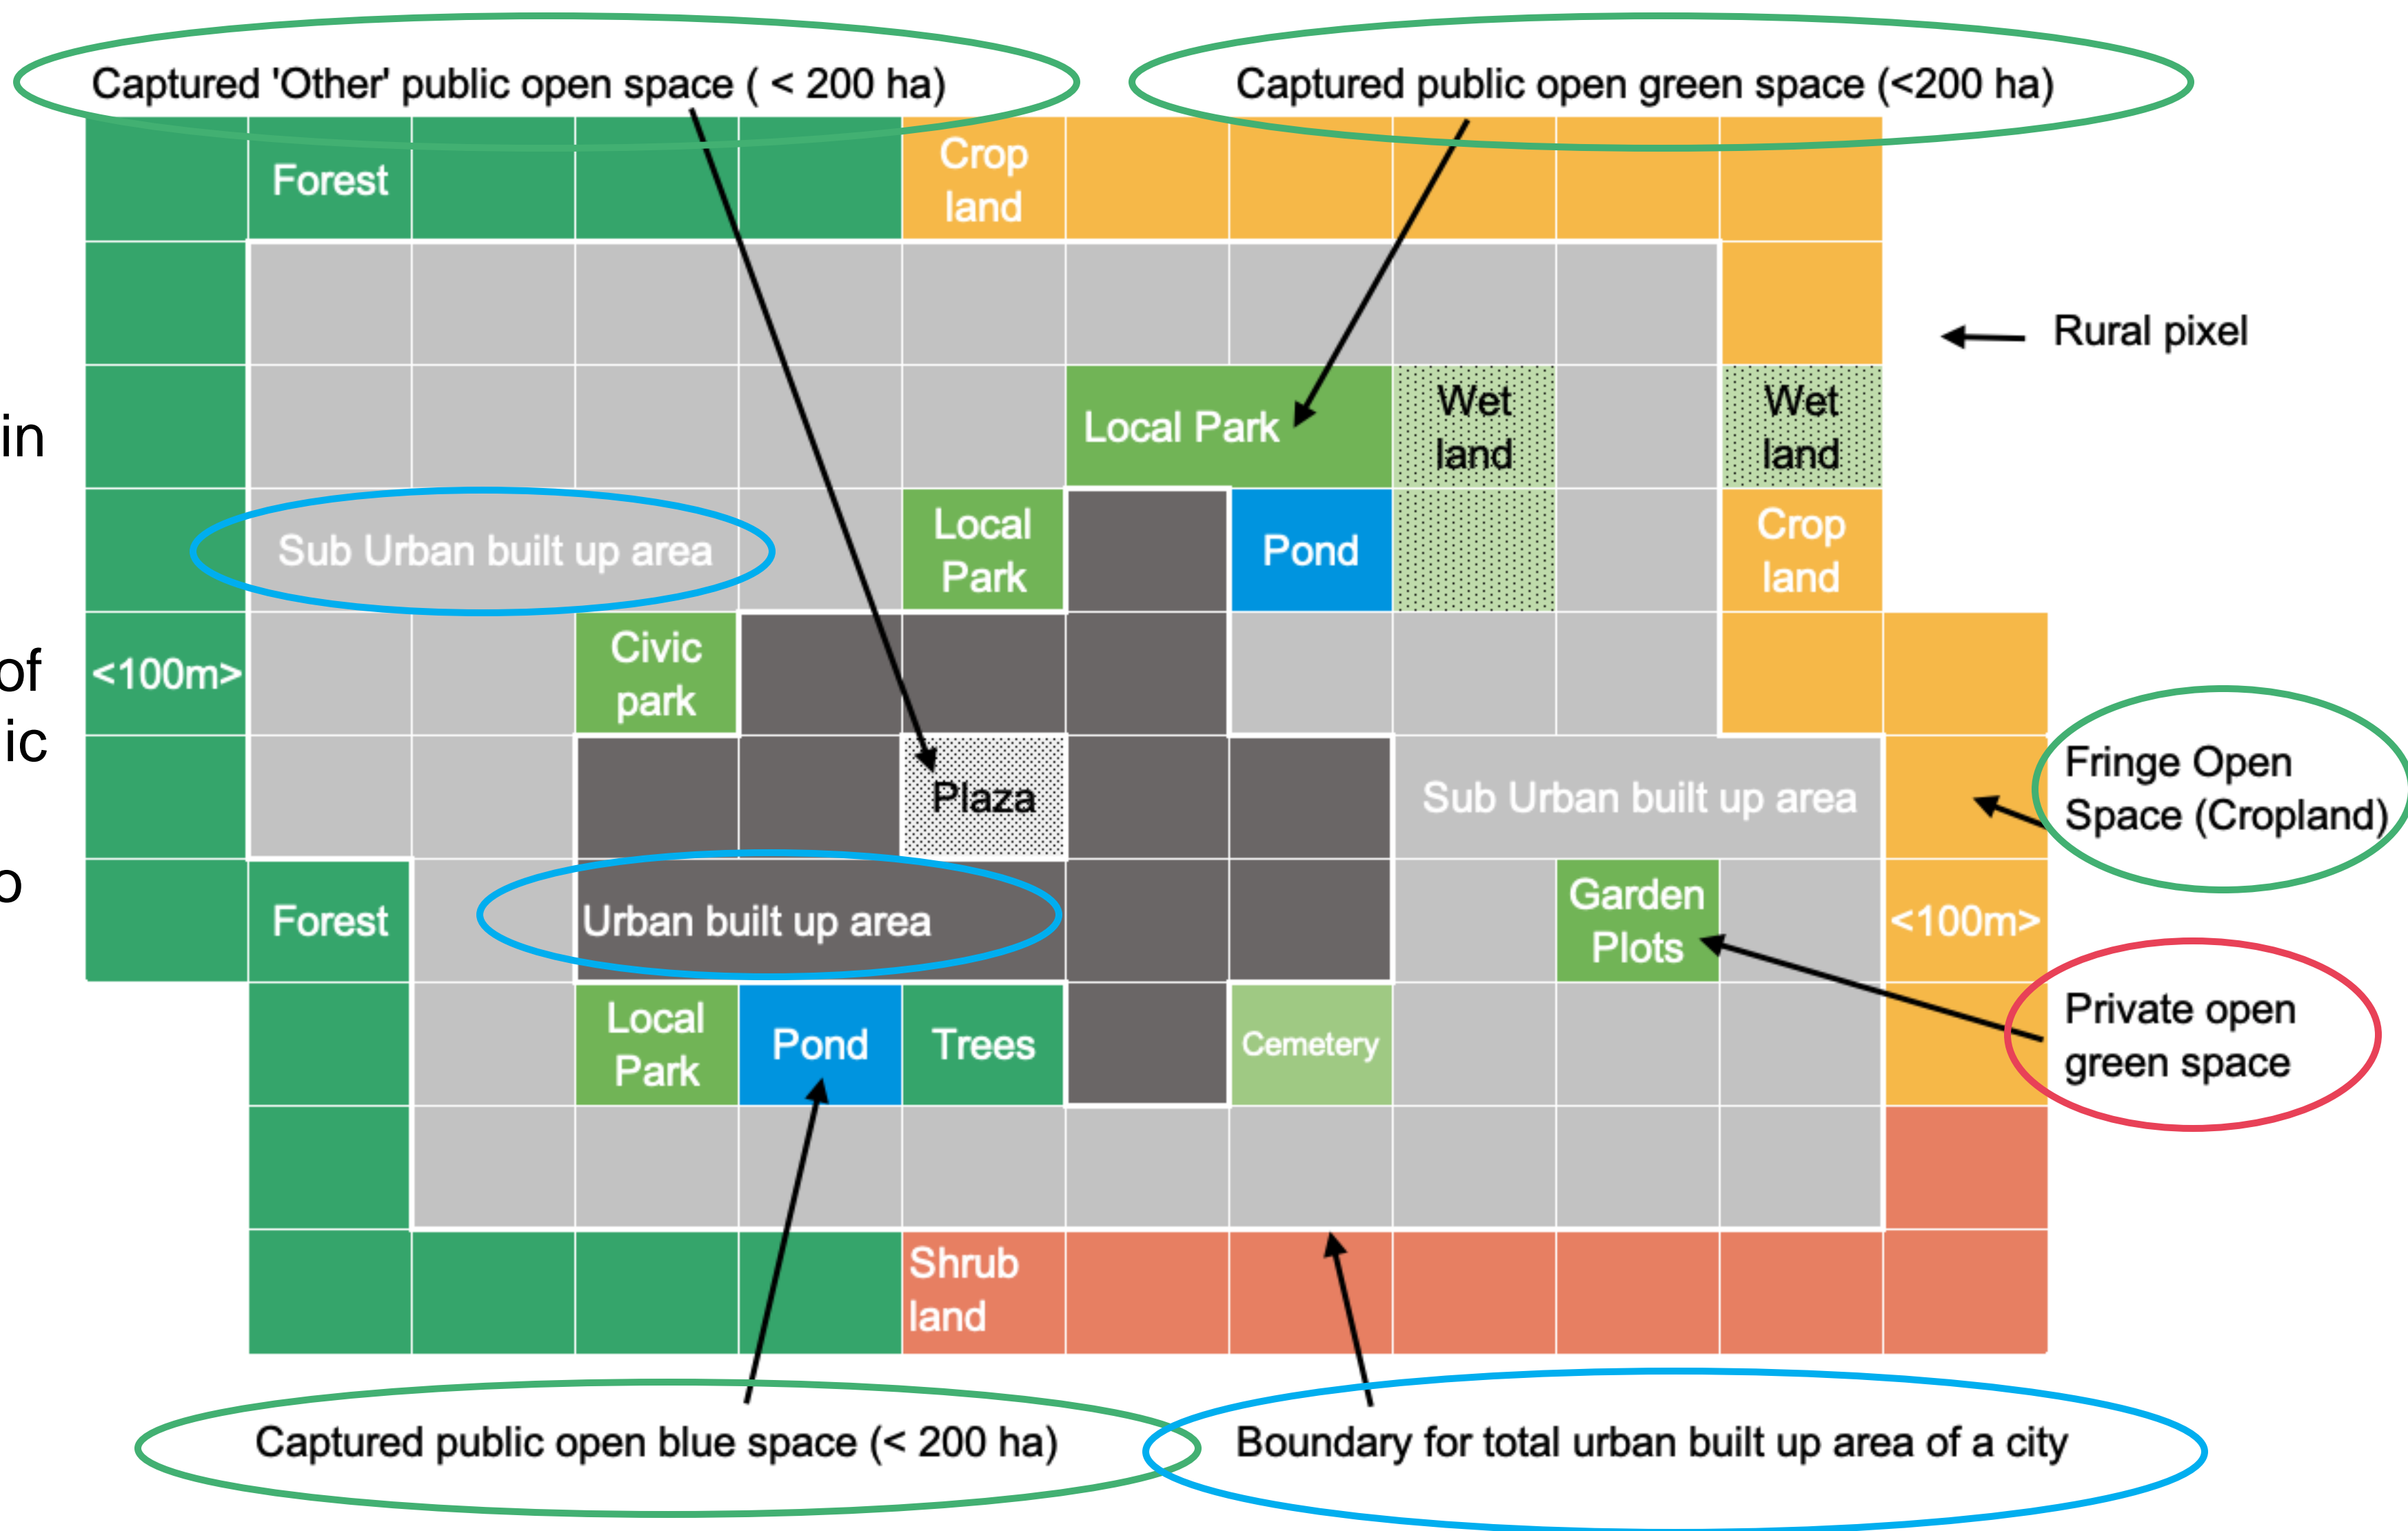 Captured 'Other' public open space ( < 200 ha)
Captured public open green space (<200 ha)
Forest
Crop
land
Rural pixel
in
Local Park
Wet
land
Wet
land
Sub Urban built up area
Local
Park
Pond
Crop
land
of
<100m>
Civic
park
ic
Plaza
Sub Urban built up area
Fringe Open
Space (Cropland)
Forest
Urban built up area
Garden
Plots
<100m>
Local
Park
Pond
Trees
Cemetery
Private open
green space
Shrub
land
Captured public open blue space (< 200 ha)
Boundary for total urban built up area of a city